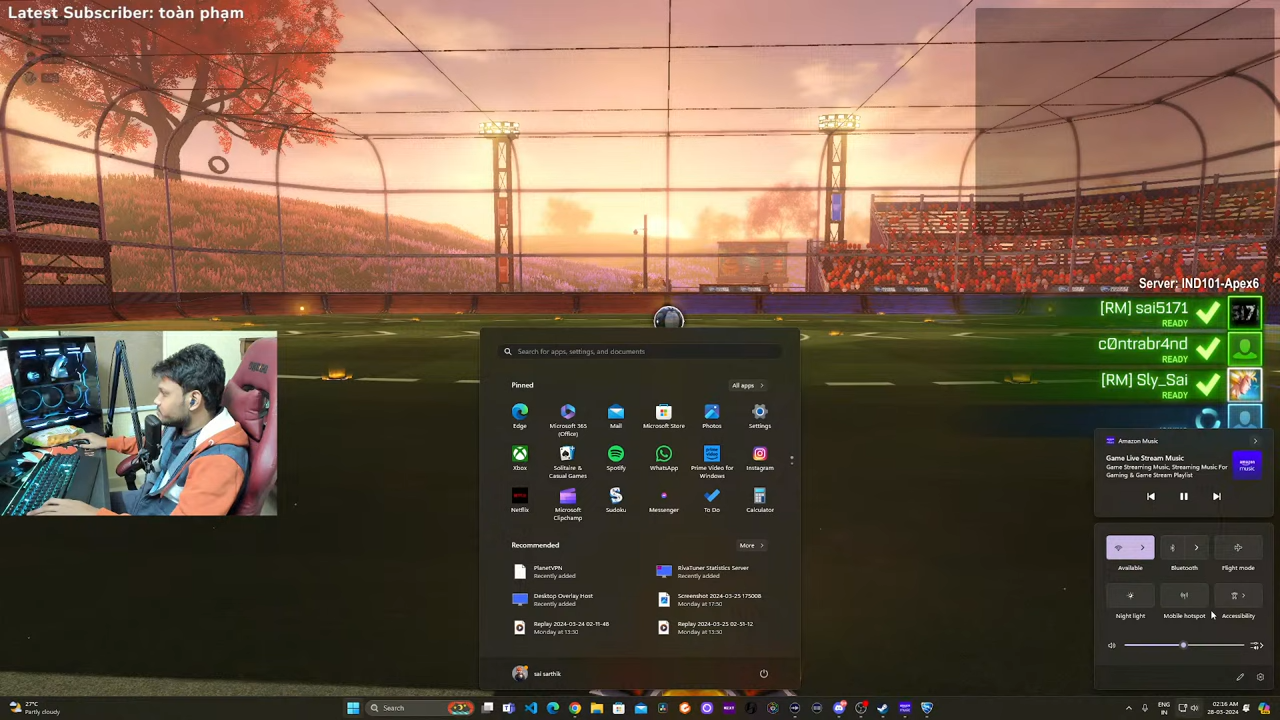 Latest Subscriber: toàn phạm
Server: IND101-Apex6
[RM] sai5171
READY
c0ntrabr4nd
READY
[RM] Sly_Sai
READY
Search for apps, settings, and documents
Pinned
All apps
Edge
Microsoft 365
(Office)
Mail
Microsoft Store
Photos
Settings
Xbox
Solitaire &
Casual Games
Spotify
WhatsApp
Prime Video for
Windows
Instagram
Netflix
Microsoft
Clipchamp
Sudoku
Messenger
To Do
Calculator
Recommended
More
PlanetVPN
Recently added
RivaTuner Statistics Server
Recently added
Desktop Overlay Host
Recently added
Screenshot 2024-03-25 175008
Monday at 17:50
Replay 2024-03-24 02-11-46
Monday at 13:30
Replay 2024-03-25 02-31-12
Monday at 13:30
sai sarthik
Amazon Music
Game Live Stream Music
Game Streaming Music, Streaming Music For
Gaming & Game Stream Playlist
amazon
music
Available
Bluetooth
Flight mode
Night light
Mobile hotspot
Accessibility
27°C
Partly cloudy
Search
ENG
IN
02:16 AM
28-03-2024